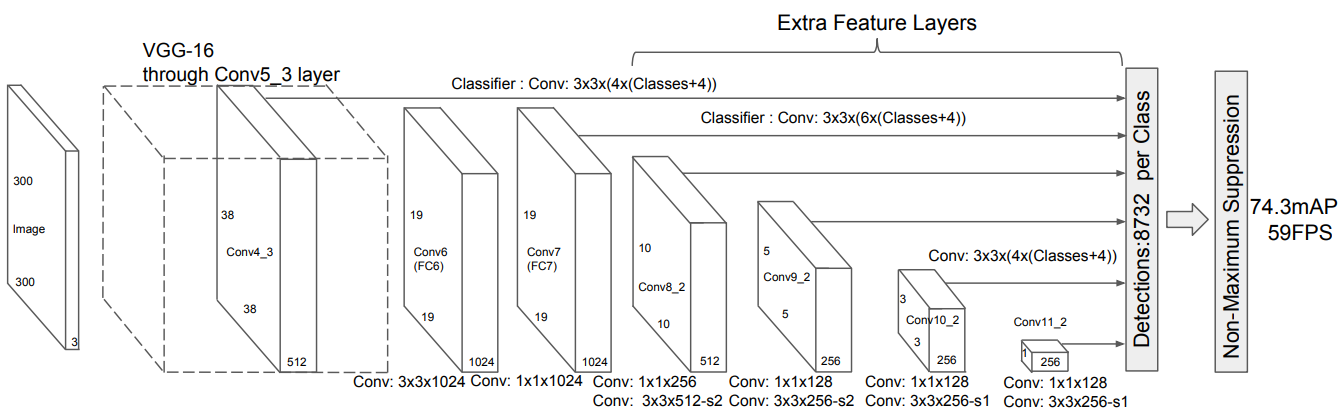 Extra Feature Layers
VGG-16
through Conv5_3 layer
Classifier : Conv: 3x3x(4x(Classes+4))
Classifier : Conv: 3x3x(6x(Classes+4))
300
Image
300
3
38
Conv4_3
38
512
19
Conv6
(FC6)
19
1024
19
Conv7
(FC7)
19
1024
10
Conv8_2
10
512
5
Conv9_2
5
256
Conv: 3x3x(4x(Classes+4))
3
Conv10_2
3
256
Conv11_2
1
256
Conv: 3x3x1024
Conv: 1x1x1024
Conv: 1x1x256
Conv: 3x3x512-s2
Conv: 1x1x128
Conv: 3x3x256-s2
Conv: 1x1x128
Conv: 3x3x256-s1
Conv: 1x1x128
Conv: 3x3x256-s1
Detections:8732 per Class
Non-Maximum Suppression
74.3mAP
59FPS